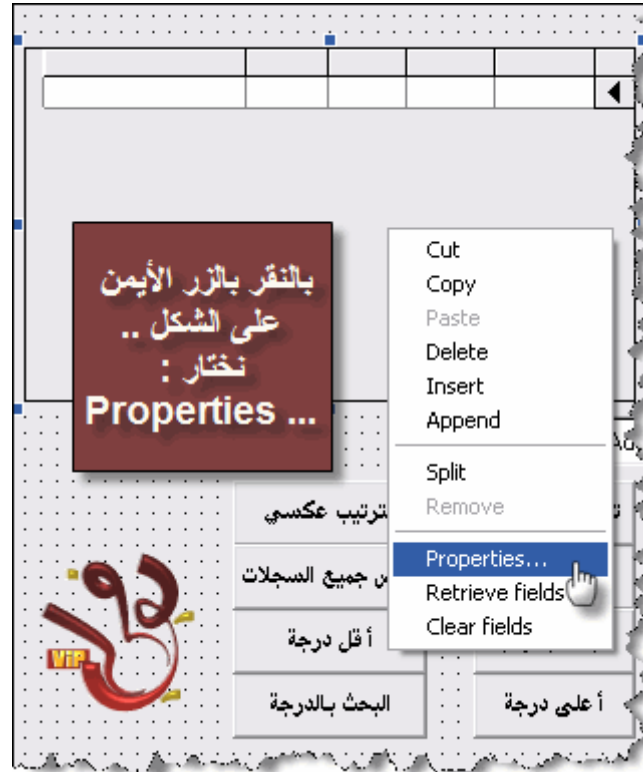 بالنقر بالزر الأيمن
على الشكل ..
نختار :
Properties ...
Cut
Copy
Paste
Delete
Insert
Append
Split
Remove
Properties...
Retrieve fields
Clear fields
ترتيب عكسي
جميع السجلات
أقل درجة
البحث بالدرجة
أعلى درجة
ViP